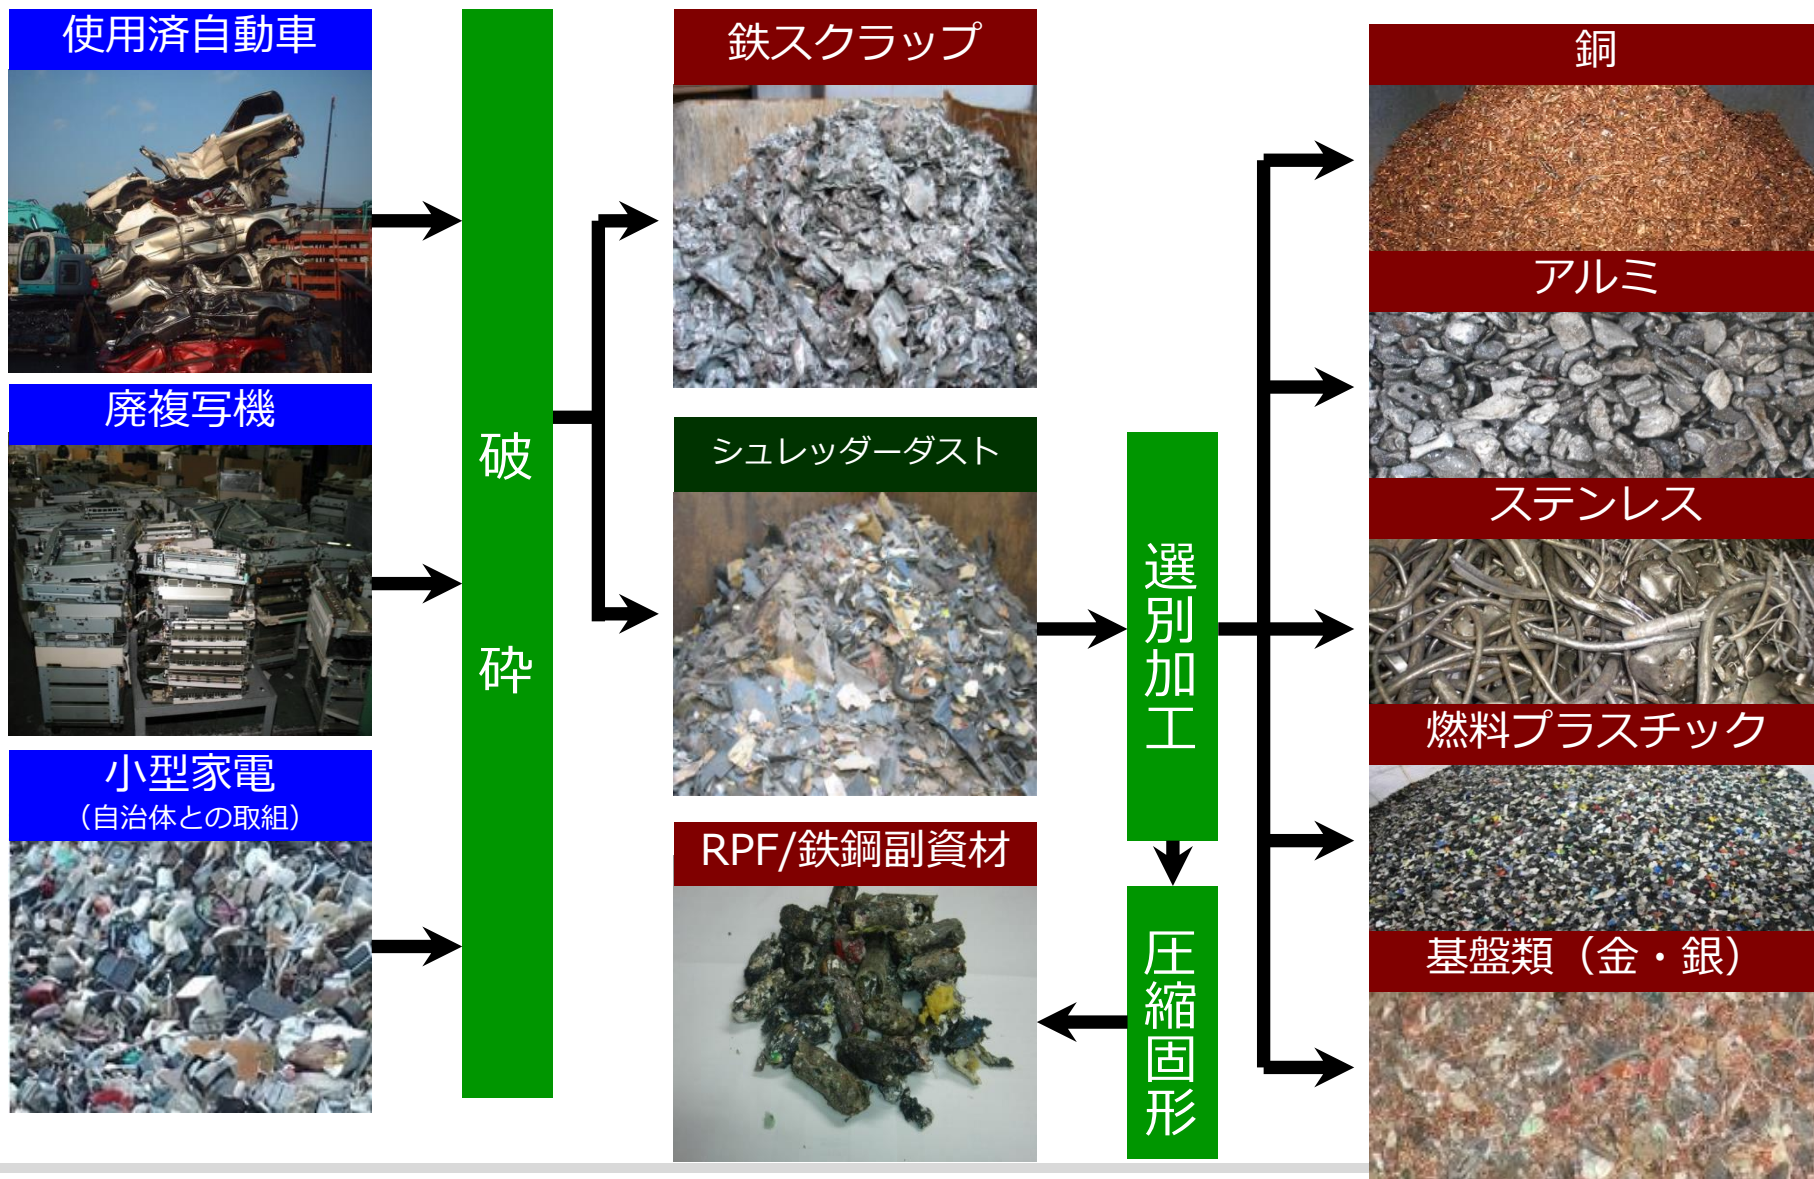 使用済自動車
廃複写機
小型家電
（自治体との取組）
破
砕
鉄スクラップ
シュレッダーダスト
RPF/鉄鋼副資材
選別加工
圧縮固形
銅
アルミ
ステンレス
燃料プラスチック
基盤類（金・銀）